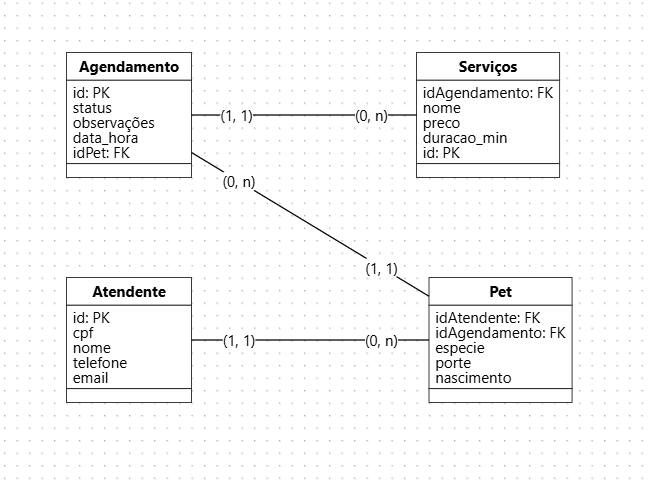 Agendamento
id: PK
status
observações
data_hora
idPet: FK
(1, 1)
(0, n)
Serviços
idAgendamento: FK
nome
preco
duracao_min
id: PK
(0, n)
(1, 1)
Atendente
id: PK
cpf
nome
telefone
email
(1, 1)
(0, n)
Pet
idAtendente: FK
idAgendamento: FK
especie
porte
nascimento